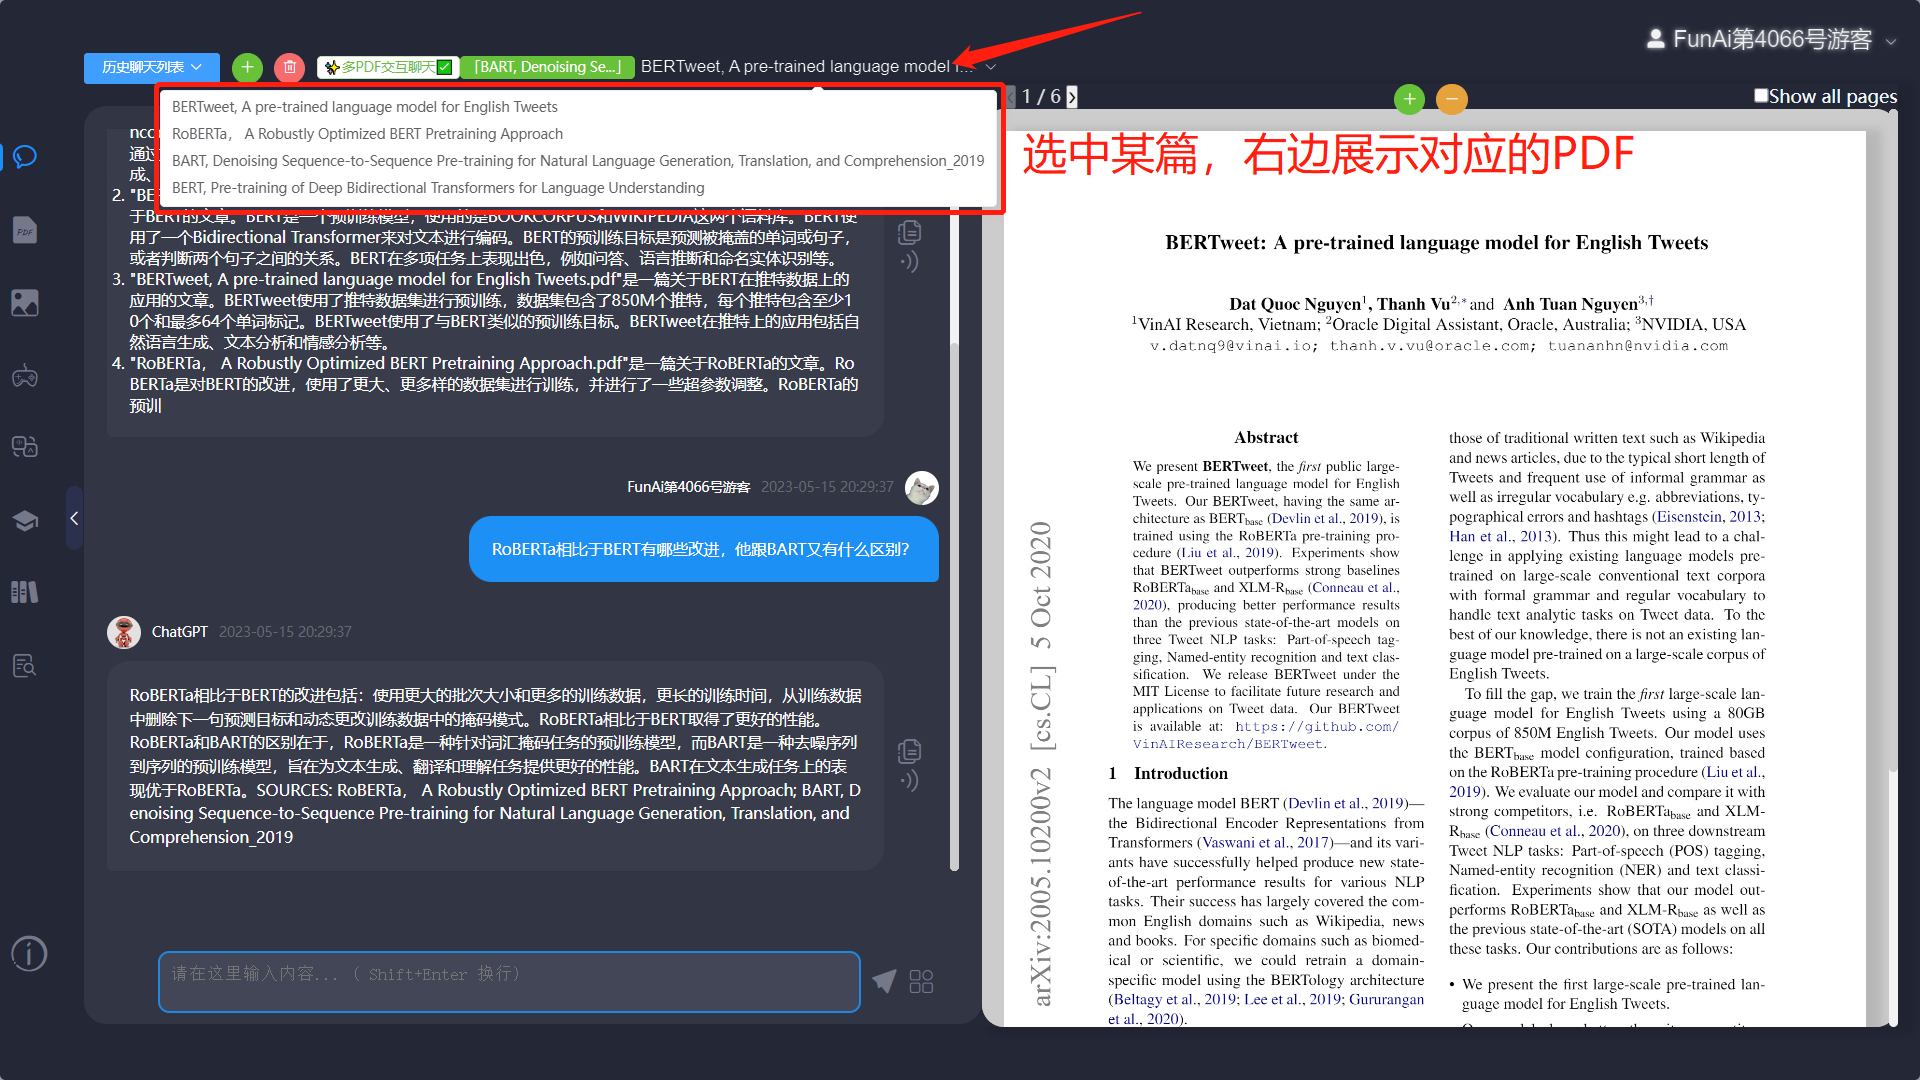 FunAi第4066号游客
历史聊天列表
✨多PDF交互聊天✅
「BART, Denoising Se...」
BERTweet, A pre-trained language model f...
BERTweet, A pre-trained language model for English Tweets
RoBERTa， A Robustly Optimized BERT Pretraining Approach
BART, Denoising Sequence-to-Sequence Pre-training for Natural Language Generation, Translation, and Comprehension_2019
BERT, Pre-training of Deep Bidirectional Transformers for Language Understanding
通过
成、
2. "BE
于BERT的文章。BERT是一个预训练模型，使用的是BOOKCORPUS和WIKIPEDIA这两个语料库。BERT使
用了一个Bidirectional Transformer来对文本进行编码。BERT的预训练目标是预测被掩盖的单词或句子，
或者判断两个句子之间的关系。BERT在多项任务上表现出色，例如问答、语言推断和命名实体识别等。
3. "BERTweet, A pre-trained language model for English Tweets.pdf"是一篇关于BERT在推特数据上的
应用的文章。BERTweet使用了推特数据集进行预训练，数据集包含了850M个推特，每个推特包含至少1
0个和最多64个单词标记。BERTweet使用了与BERT类似的预训练目标。BERTweet在推特上的应用包括自
然语言生成、文本分析和情感分析等。
4. "RoBERTa， A Robustly Optimized BERT Pretraining Approach.pdf"是一篇关于RoBERTa的文章。Ro
BERTa是对BERT的改进，使用了更大、更多样的数据集进行训练，并进行了一些超参数调整。RoBERTa的
预训
FunAi第4066号游客 2023-05-15 20:29:37
RoBERTa相比于BERT有哪些改进，他跟BART又有什么区别?
ChatGPT 2023-05-15 20:29:37
RoBERTa相比于BERT的改进包括：使用更大的批次大小和更多的训练数据，更长的训练时间，从训练数据
中删除下一句预测目标和动态更改训练数据中的掩码模式。RoBERTa相比于BERT取得了更好的性能。
RoBERTa和BART的区别在于，RoBERTa是一种针对词汇掩码任务的预训练模型，而BART是一种去噪序列
到序列的预训练模型，旨在为文本生成、翻译和理解任务提供更好的性能。BART在文本生成任务上的表
现优于RoBERTa。SOURCES: RoBERTa， A Robustly Optimized BERT Pretraining Approach; BART, D
enoising Sequence-to-Sequence Pre-training for Natural Language Generation, Translation, and
Comprehension_2019
请在这里输入内容... ( Shift+Enter 换行)
PDF
1 / 6
Show all pages
选中某篇，右边展示对应的PDF
BERTweet: A pre-trained language model for English Tweets
Dat Quoc Nguyen1, Thanh Vu2,* and Anh Tuan Nguyen3,†
1VinAI Research, Vietnam; 2Oracle Digital Assistant, Oracle, Australia; 3NVIDIA, USA
v.datnq9@vinai.io; thanh.v.vu@oracle.com; tuananhn@nvidia.com
arXiv:2005.10200v2 [cs.CL] 5 Oct 2020
Abstract
We present BERTweet, the first public large-
scale pre-trained language model for English
Tweets. Our BERTweet, having the same ar-
chitecture as BERTbase (Devlin et al., 2019), is
trained using the RoBERTa pre-training pro-
cedure (Liu et al., 2019). Experiments show
that BERTweet outperforms strong baselines
RoBERTabase and XLM-Rbase (Conneau et al.,
2020), producing better performance results
than the previous state-of-the-art models on
three Tweet NLP tasks: Part-of-speech tag-
ging, Named-entity recognition and text clas-
sification. We release BERTweet under the
MIT License to facilitate future research and
applications on Tweet data. Our BERTweet
is available at: https://github.com/
VinAIResearch/BERTweet.
1 Introduction
The language model BERT (Devlin et al., 2019)—
the Bidirectional Encoder Representations from
Transformers (Vaswani et al., 2017)—and its vari-
ants have successfully helped produce new state-
of-the-art performance results for various NLP
tasks. Their success has largely covered the com-
mon English domains such as Wikipedia, news
and books. For specific domains such as biomed-
ical or scientific, we could retrain a domain-
specific model using the BERTology architecture
(Beltagy et al., 2019; Lee et al., 2019; Gururangan
et al., 2020).
those of traditional written text such as Wikipedia
and news articles, due to the typical short length of
Tweets and frequent use of informal grammar as
well as irregular vocabulary e.g. abbreviations, ty-
pographical errors and hashtags (Eisenstein, 2013;
Han et al., 2013). Thus this might lead to a chal-
lenge in applying existing language models pre-
trained on large-scale conventional text corpora
with formal grammar and regular vocabulary to
handle text analytic tasks on Tweet data. To the
best of our knowledge, there is not an existing lan-
guage model pre-trained on a large-scale corpus of
English Tweets.
To fill the gap, we train the first large-scale lan-
guage model for English Tweets using a 80GB
corpus of 850M English Tweets. Our model uses
the BERTbase model configuration, trained based
on the RoBERTa pre-training procedure (Liu et al.,
2019). We evaluate our model and compare it with
strong competitors, i.e. RoBERTabase and XLM-
Rbase (Conneau et al., 2020), on three downstream
Tweet NLP tasks: Part-of-speech (POS) tagging,
Named-entity recognition (NER) and text classi-
fication. Experiments show that our model out-
performs RoBERTabase and XLM-Rbase as well as
the previous state-of-the-art (SOTA) models on all
these tasks. Our contributions are as follows:
• We present the first large-scale pre-trained lan-
guage model for English Tweets.